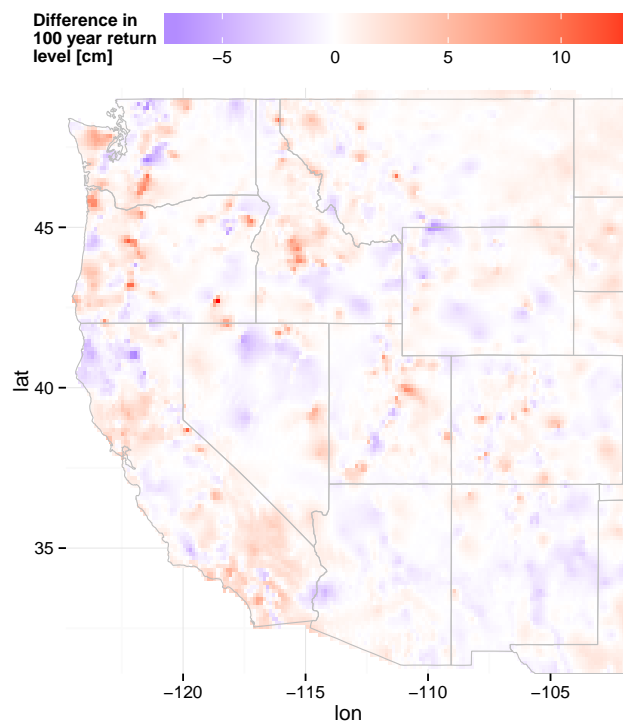 Difference in
100 year return
level [cm]
−5 0 5 10
45
40
35
lat
−120 −115 −110 −105
lon